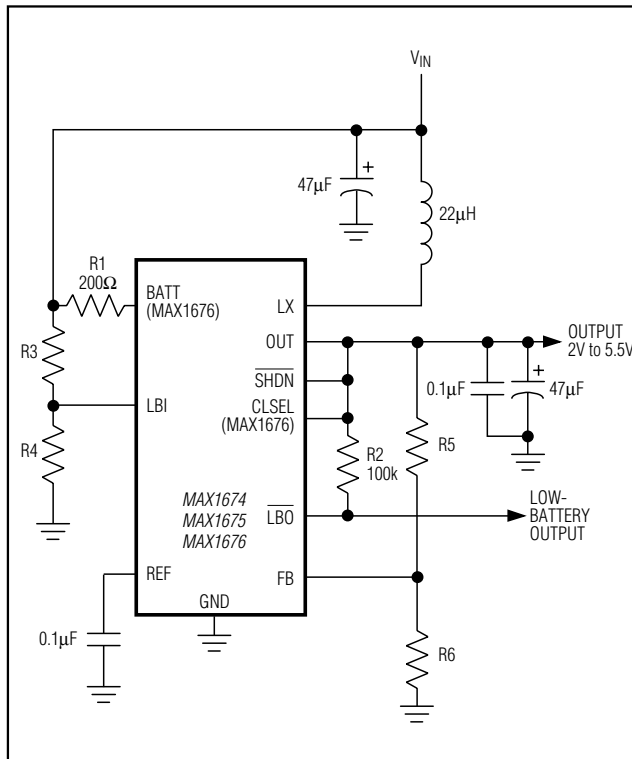 VIN
47µF
+
22µH
R1
200Ω
BATT
(MAX1676)
LX
OUT
OUTPUT
2V to 5.5V
R3
SHDN
0.1µF
+
47µF
CLSEL
(MAX1676)
LBI
R5
R4
R2
100k
MAX1674
MAX1675
MAX1676
LBO
LOW-
BATTERY
OUTPUT
REF
FB
GND
0.1µF
R6